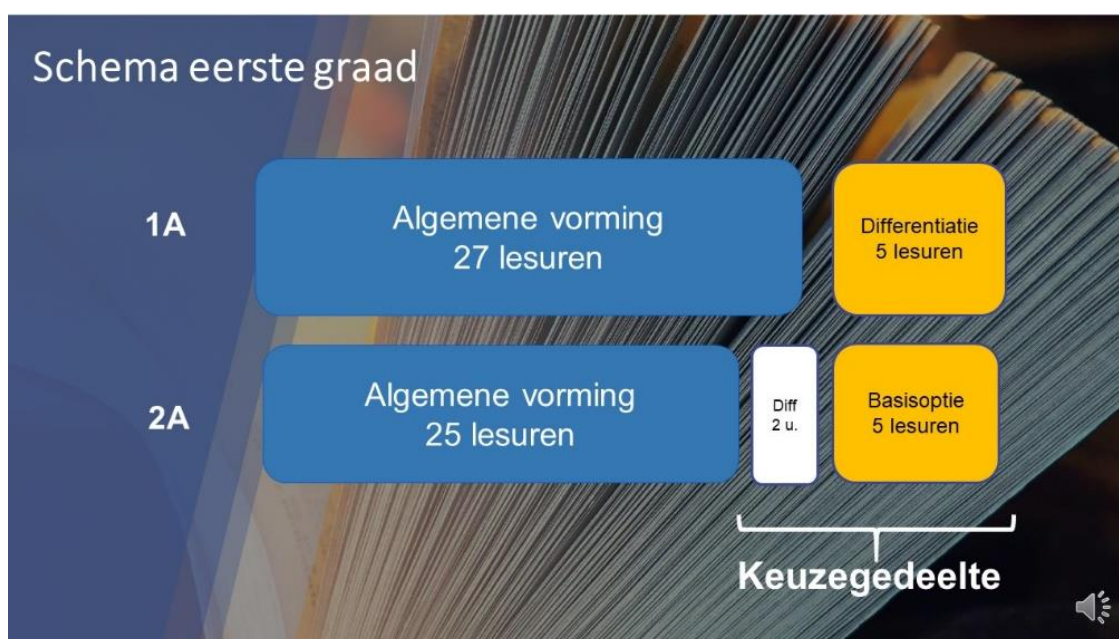 Schema eerste graad
1A
Algemene vorming
27 lesuren
Differentiatie
5 lesuren
2A
Algemene vorming
25 lesuren
Diff
2 u.
Basisoptie
5 lesuren
Keuzegedeelte